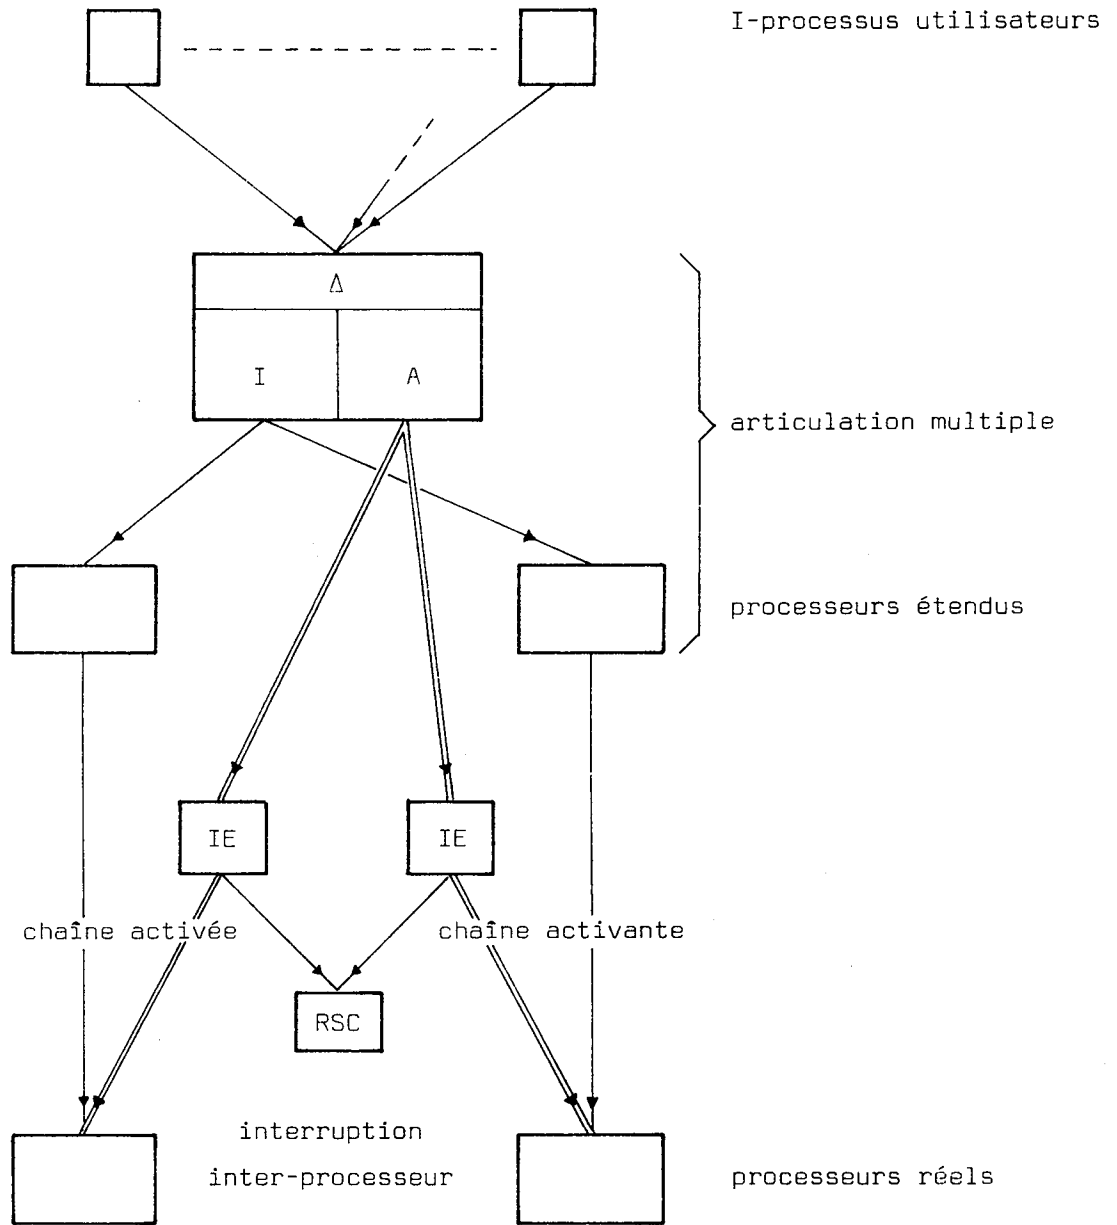 I-processus utilisateurs
Δ
I A
articulation multiple
processeurs étendus
IE IE
chaîne activée chaîne activante
RSC
interruption
inter-processeur processeurs réels